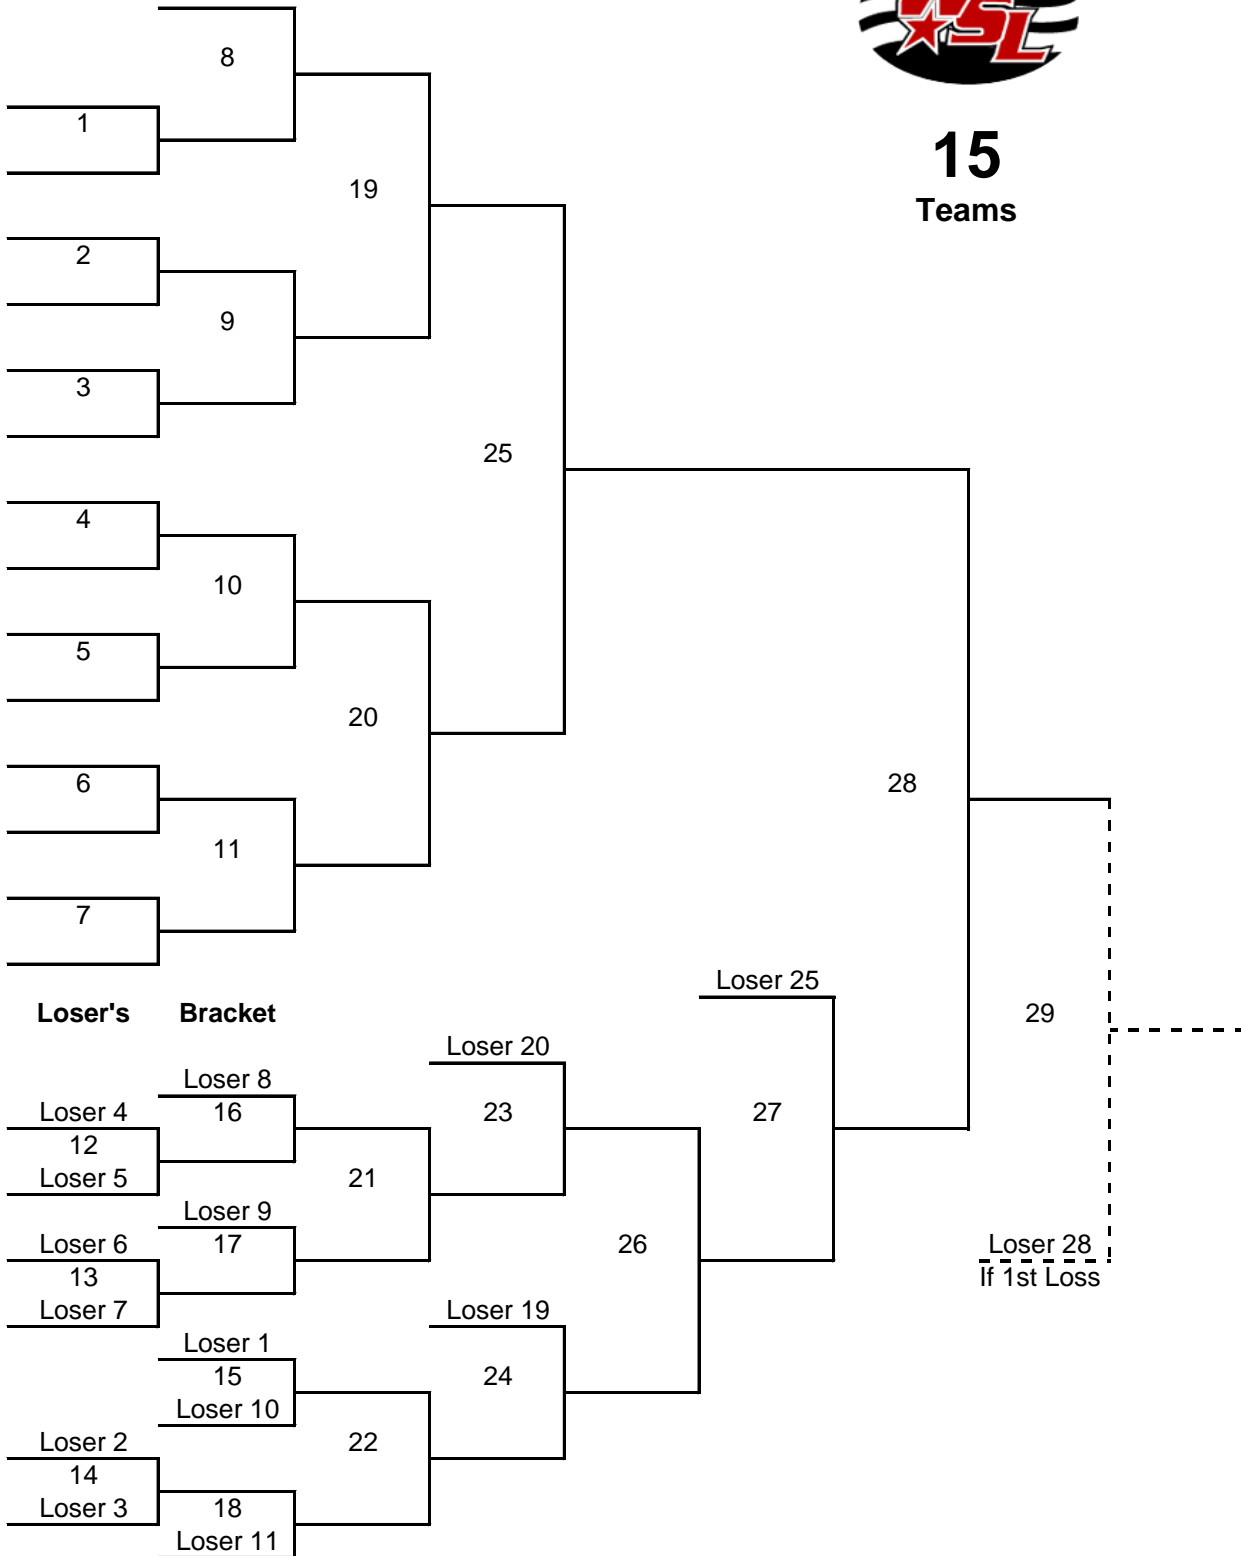 WSL
8
1
15
19
Teams
2
9
3
25
4
10
5
20
6
28
11
7
Loser 25
Loser's Bracket
29
Loser 20
Loser 8
Loser 4
16
23
27
12
Loser 5
21
Loser 9
Loser 6
17
26
Loser 28
13
If 1st Loss
Loser 7
Loser 19
Loser 1
15
24
Loser 10
Loser 2
22
14
Loser 3
18
Loser 11